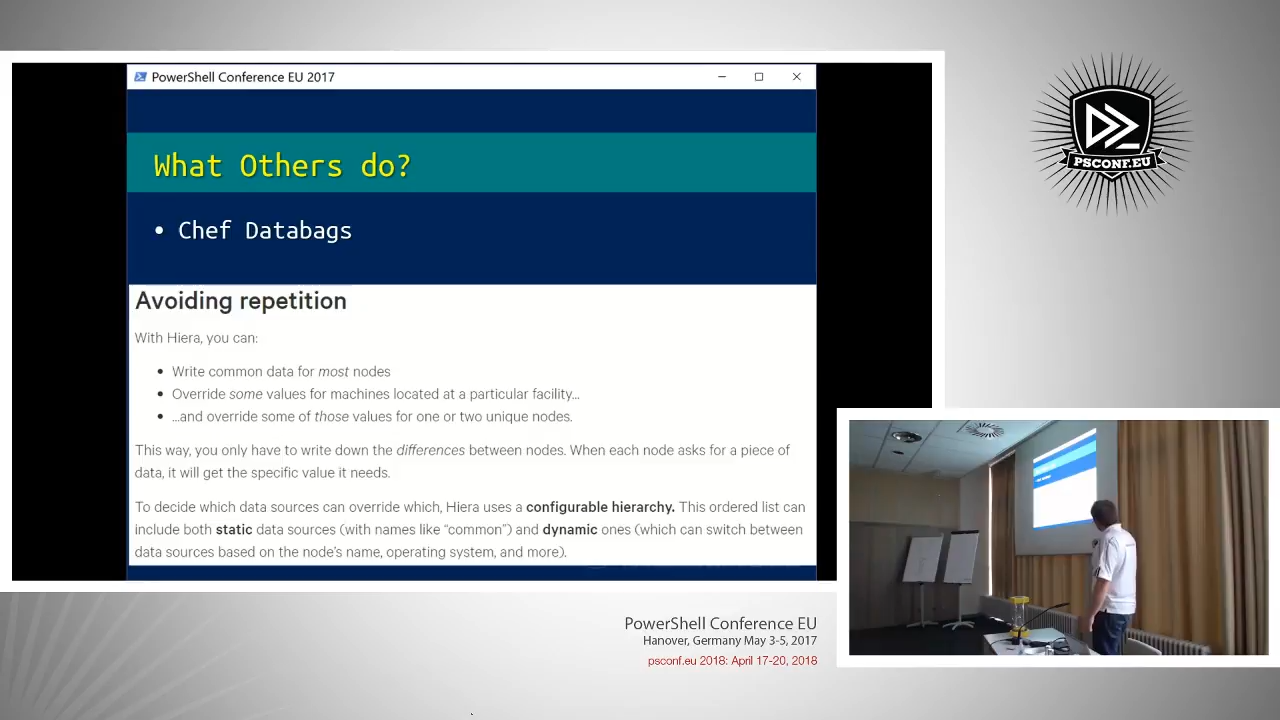 PowerShell Conference EU 2017
What Others do?
• Chef Databags
Avoiding repetition
With Hiera, you can:
• Write common data for most nodes
• Override some values for machines located at a particular facility…
• …and override some of those values for one or two unique nodes.
This way, you only have to write down the differences between nodes. When each node asks for a piece of
data, it will get the specific value it needs.
To decide which data sources can override which, Hiera uses a configurable hierarchy. This ordered list can
include both static data sources (with names like “common”) and dynamic ones (which can switch between
data sources based on the node’s name, operating system, and more).
PSCONF.EU
PowerShell Conference EU
Hanover, Germany May 3-5, 2017
psconf.eu 2018: April 17-20, 2018